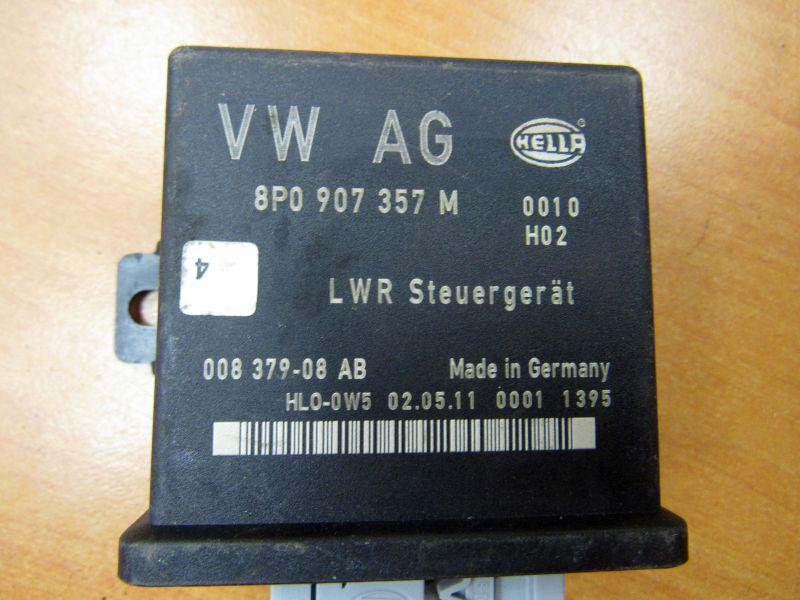 VW AG HELLA ®
8P0 907 357 M 0010
H02
4
LWR Steuergerät
008 379-08 AB Made in Germany
HLO-0W5 02.05.11 0001 1395